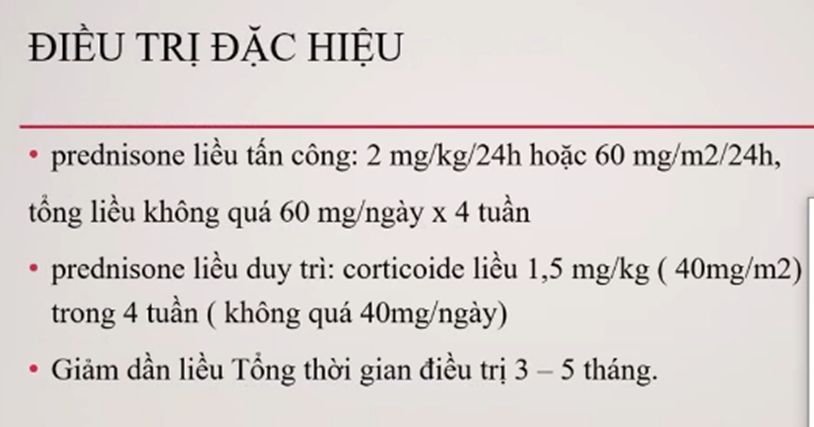 ĐIỀU TRỊ ĐẶC HIỆU
• prednisone liều tấn công: 2 mg/kg/24h hoặc 60 mg/m2/24h,
tổng liều không quá 60 mg/ngày x 4 tuần
• prednisone liều duy trì: corticoide liều 1,5 mg/kg ( 40mg/m2)
trong 4 tuần ( không quá 40mg/ngày)
• Giảm dần liều Tổng thời gian điều trị 3 – 5 tháng.